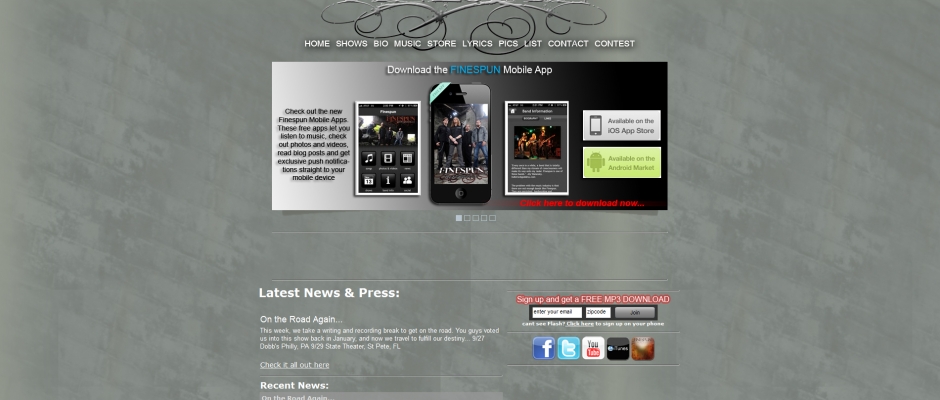 HOME SHOWS BIO MUSIC STORE LYRICS PICS LIST CONTACT CONTEST
Download the FINESPUN Mobile App
Check out the new
Finespun Mobile Apps.
These free apps let you
listen to music, check
out photos and videos,
read blog posts and get
exclusive push notifica-
tions straight to your
mobile device
Finespun
FINESPUN
Band Information
Available on the
iOS App Store
Available on the
Android Market
Click here to download now...
Latest News & Press:
On the Road Again...
This week, we take a writing and recording break to get on the road. You guys voted
us into this show back in January, and now we travel to fulfill our destiny... 9/27
Dobb's Philly, PA 9/29 State Theater, St Pete, FL
Check it all out here
Recent News:
On the Road Again...
Sign up and get a FREE MP3 DOWNLOAD
enter your email zipcode Join
cant see Flash? Click here to sign up on your phone
You
Tube
iTunes